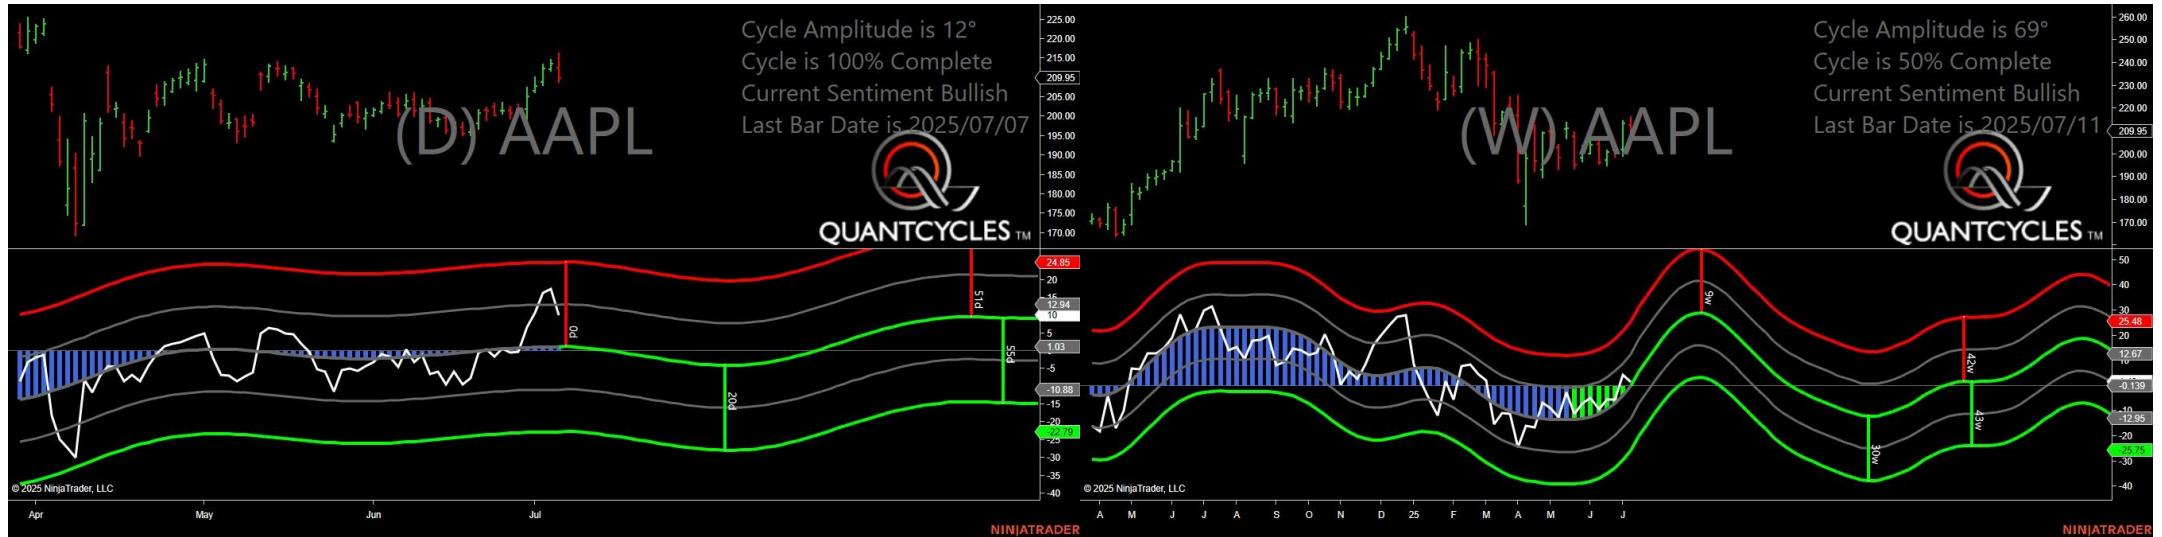 Cycle Amplitude is 12°
Cycle is 100% Complete
Current Sentiment Bullish
Last Bar Date is 2025/07/07
(D) AAPL
QUANTCYCLES TM
225.00
220.00
215.00
209.95
205.00
200.00
195.00
190.00
185.00
180.00
175.00
170.00
24.85
20
15
12.94
10
5
1.03
-5
-10.88
-15
-22.79
-25
-30
-35
-40
0d
20d
51d
55d
© 2025 NinjaTrader, LLC
Apr May Jun Jul
NINJATRADER
Cycle Amplitude is 69°
Cycle is 50% Complete
Current Sentiment Bullish
Last Bar Date is 2025/07/11
(W) AAPL
QUANTCYCLES TM
260.00
250.00
240.00
230.00
220.00
209.95
200.00
190.00
180.00
170.00
50
40
30
25.48
20
12.67
10
-0.139
-10
-12.95
-20
-25.75
-30
-40
9w
30w
42w
43w
© 2025 NinjaTrader, LLC
A M J J A S O N D 25 F M A M J J
NINJATRADER